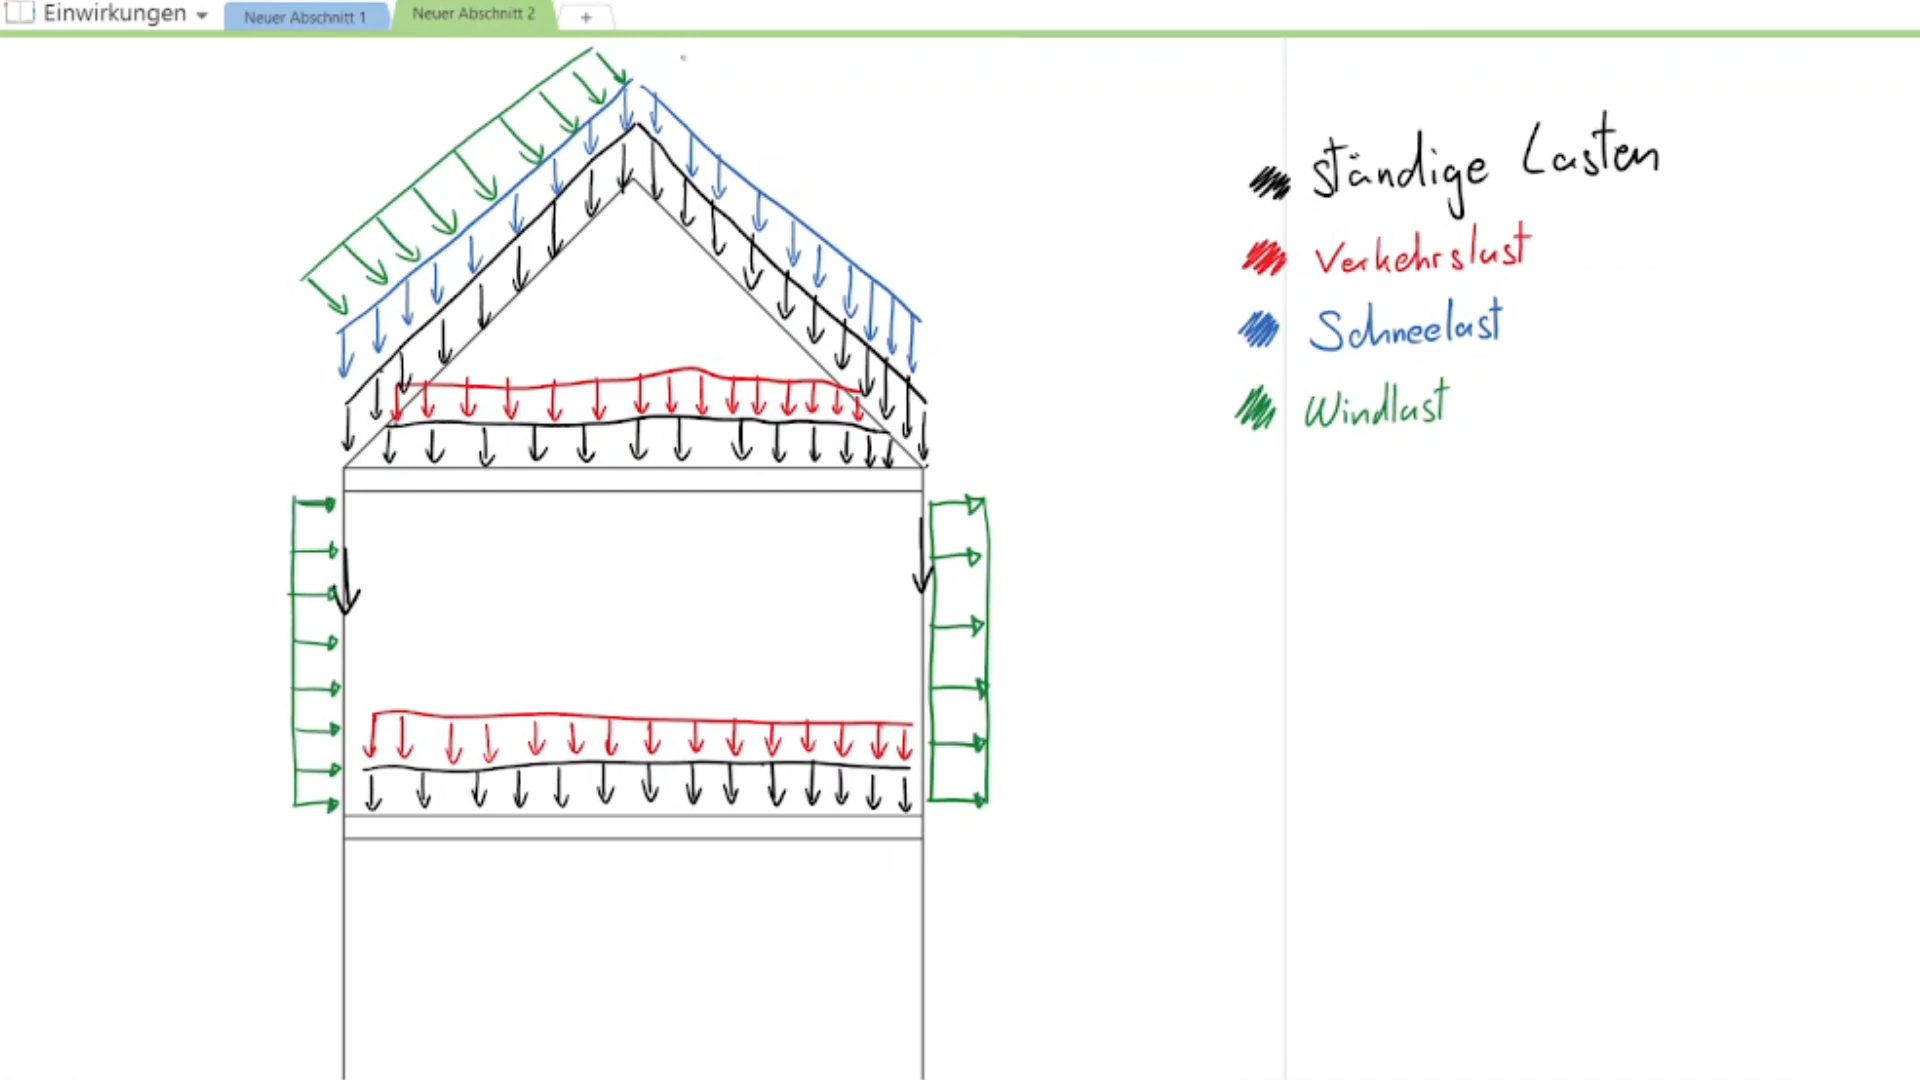 Einwirkungen
Neuer Abschnitt 1
Neuer Abschnitt 2
+
ständige Lasten
Verkehrslast
Schneelast
Windlast